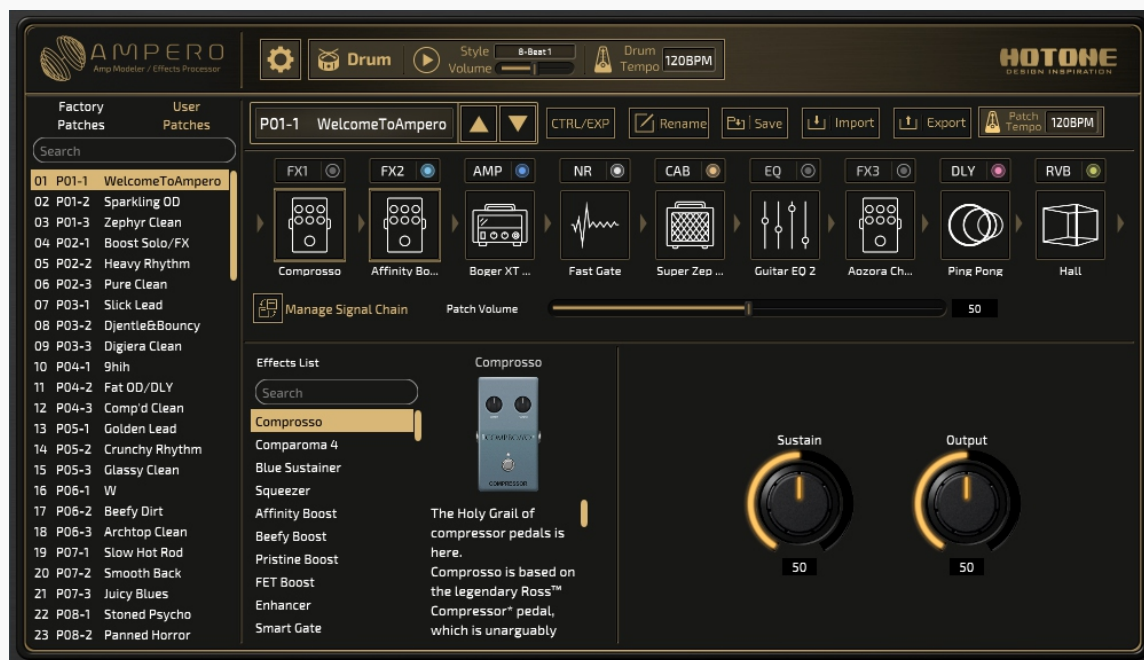 AMPERO
Amp Modeler / Effects Processor
Drum
Style 8-Beat 1
Volume
Drum
Tempo 120BPM
HOTONE
DESIGN INSPIRATION
Factory
Patches
User
Patches
Search
01 P01-1 WelcomeToAmpero
02 P01-2 Sparkling OD
03 P01-3 Zephyr Clean
04 P02-1 Boost Solo/FX
05 P02-2 Heavy Rhythm
06 P02-3 Pure Clean
07 P03-1 Slick Lead
08 P03-2 Djentle&Bouncy
09 P03-3 Digiera Clean
10 P04-1 9hih
11 P04-2 Fat OD/DLY
12 P04-3 Comp'd Clean
13 P05-1 Golden Lead
14 P05-2 Crunchy Rhythm
15 P05-3 Glassy Clean
16 P06-1 W
17 P06-2 Beefy Dirt
18 P06-3 Archtop Clean
19 P07-1 Slow Hot Rod
20 P07-2 Smooth Back
21 P07-3 Juicy Blues
22 P08-1 Stoned Psycho
23 P08-2 Panned Horror
P01-1 WelcomeToAmpero
CTRL/EXP
Rename
Save
Import
Export
Patch
Tempo 120BPM
FX1 FX2 AMP NR CAB EQ FX3 DLY RVB
Comprosso Affinity Bo... Boger XT ... Fast Gate Super Zep ... Guitar EQ 2 Aozora Ch... Ping Pong Hall
Manage Signal Chain
Patch Volume 50
Effects List
Search
Comprosso
Comparoma 4
Blue Sustainer
Squeezer
Affinity Boost
Beefy Boost
Pristine Boost
FET Boost
Enhancer
Smart Gate
Comprosso
COMPROSSO
COMPRESSOR
The Holy Grail of
compressor pedals is
here.
Comprosso is based on
the legendary Ross™
Compressor* pedal,
which is unarguably
Sustain
50
Output
50